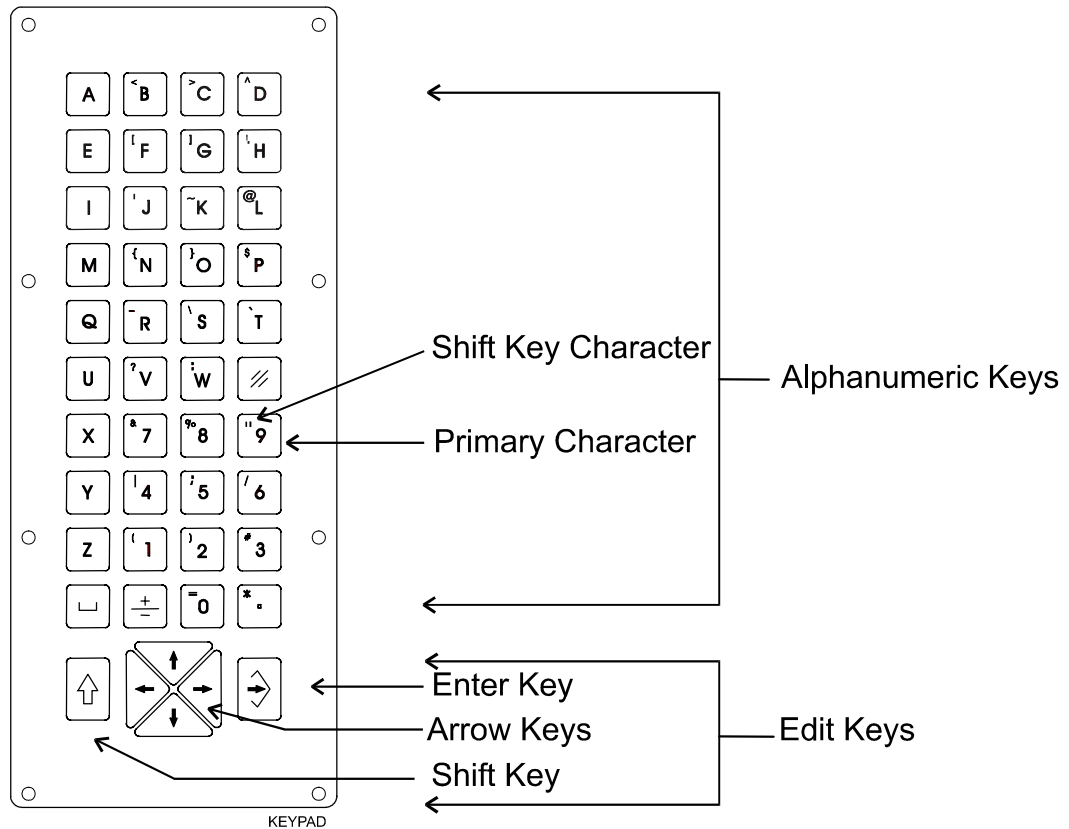 A < B > C ^ D
E [ F ] G H
I ' J ~ K @ L
M { N } O $ P
Q - R \ S ` T
U ? V : W //
X & 7 % 8 " 9
Y | 4 ; 5 / 6
Z ( 1 ) 2 # 3
+ - = 0 * .
Shift Key Character
Primary Character
Alphanumeric Keys
Enter Key
Arrow Keys
Shift Key
Edit Keys
KEYPAD